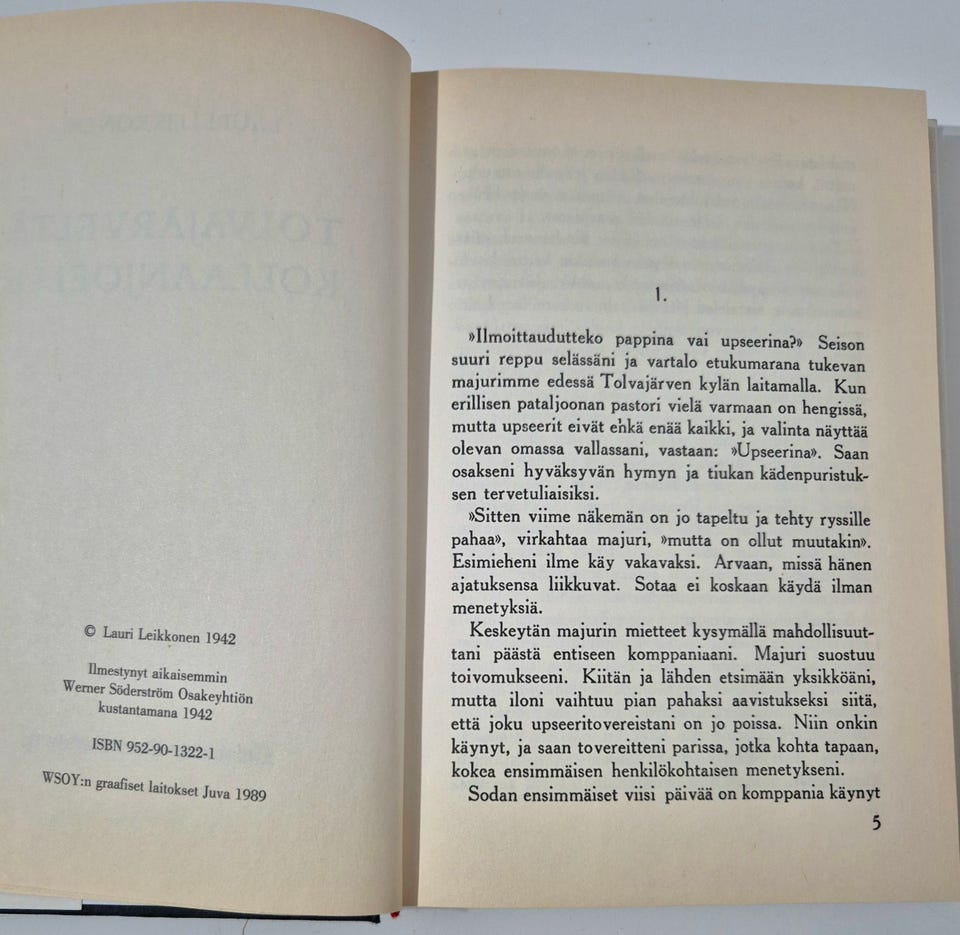 © Lauri Leikkonen 1942
Ilmestynyt aikaisemmin
Werner Söderström Osakeyhtiön
kustantamana 1942
ISBN 952-90-1322-1
WSOY:n graafiset laitokset Juva 1989
1.
»Ilmoittaudutteko pappina vai upseerina?» Seison
suuri reppu selässäni ja vartalo etukumarana tukevan
majurimme edessä Tolvajärven kylän laitamalla. Kun
erillisen pataljoonan pastori vielä varmaan on hengissä,
mutta upseerit eivät ehkä enää kaikki, ja valinta näyttää
olevan omassa vallassani, vastaan: »Upseerina». Saan
osakseni hyväksyvän hymyn ja tiukan kädenpuristuk-
sen tervetuliaisiksi.
»Sitten viime näkemän on jo tapeltu ja tehty ryssille
pahaa», virkahtaa majuri, »mutta on ollut muutakin».
Esimieheni ilme käy vakavaksi. Arvaan, missä hänen
ajatuksensa liikkuvat. Sotaa ei koskaan käydä ilman
menetyksiä.
Keskeytän majurin mietteet kysymällä mahdollisuut-
tani päästä entiseen komppaniaani. Majuri suostuu
toivomukseeni. Kiitän ja lähden etsimään yksikköäni,
mutta iloni vaihtuu pian pahaksi aavistukseksi siitä,
että joku upseeritovereistani on jo poissa. Niin onkin
käynyt, ja saan tovereitteni parissa, jotka kohta tapaan,
kokea ensimmäisen henkilökohtaisen menetykseni.
Sodan ensimmäiset viisi päivää on komppania käynyt
5